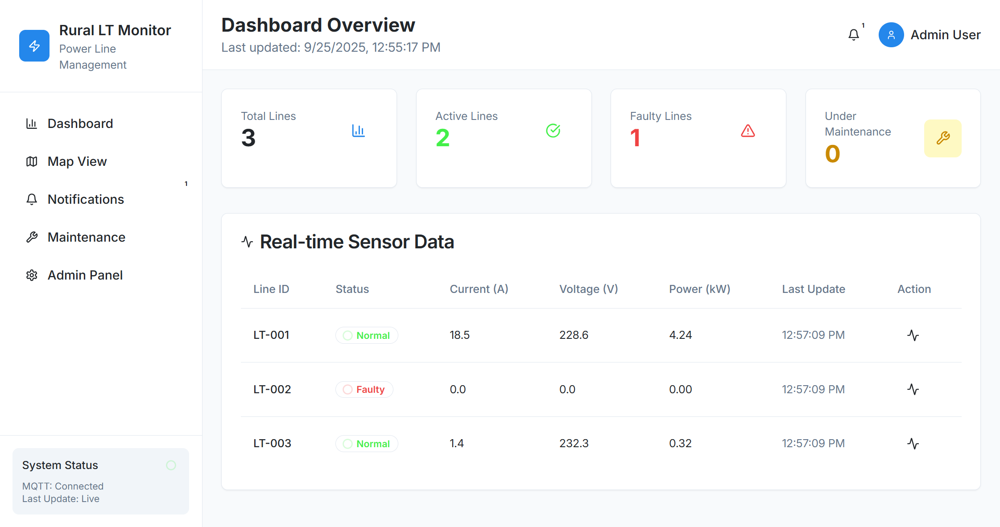 Rural LT Monitor
Power Line
Management
Dashboard
Map View
1
Notifications
Maintenance
Admin Panel
System Status
MQTT: Connected
Last Update: Live
Dashboard Overview
Last updated: 9/25/2025, 12:55:17 PM
1
Admin User
Total Lines
3
Active Lines
2
Faulty Lines
1
Under
Maintenance
0
Real-time Sensor Data
Line ID Status Current (A) Voltage (V) Power (kW) Last Update Action
LT-001 Normal 18.5 228.6 4.24 12:57:09 PM
LT-002 Faulty 0.0 0.0 0.00 12:57:09 PM
LT-003 Normal 1.4 232.3 0.32 12:57:09 PM